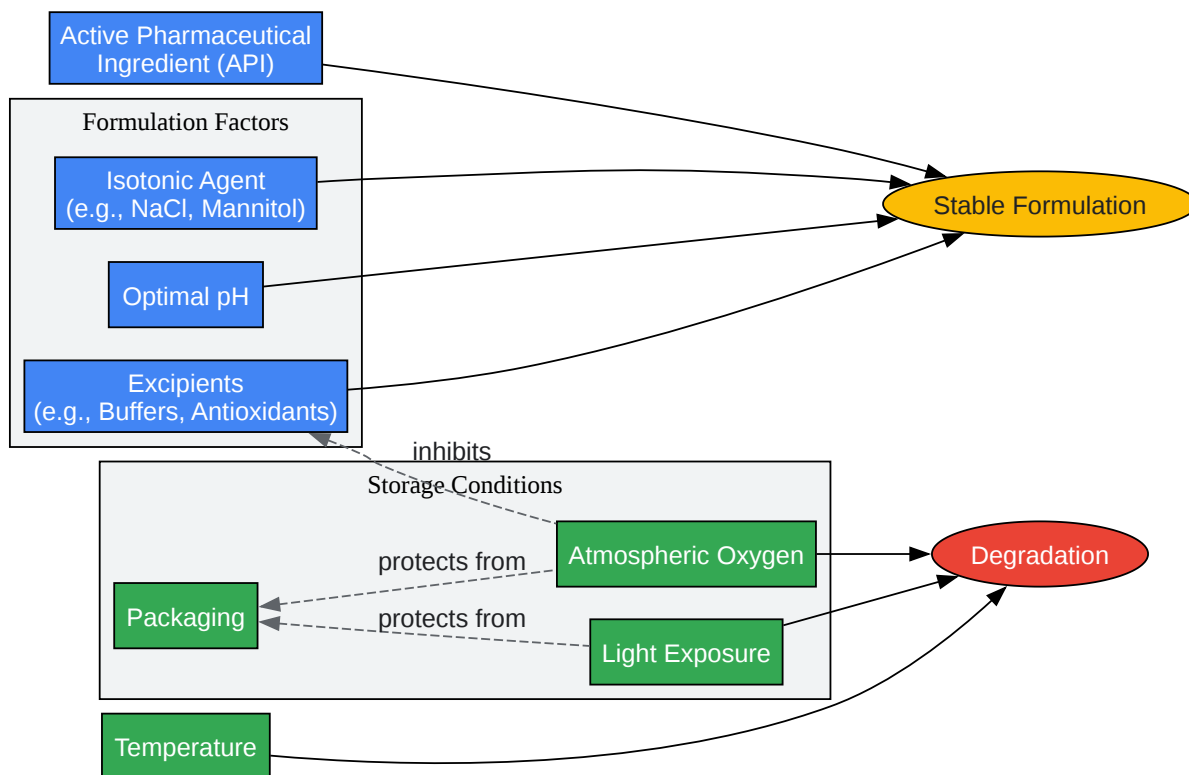 Active Pharmaceutical
Ingredient (API)
Formulation Factors
Isotonic Agent
(e.g., NaCl, Mannitol)
Stable Formulation
Optimal pH
Excipients
(e.g., Buffers, Antioxidants)
inhibits
Storage Conditions
Atmospheric Oxygen
Degradation
protects from
Packaging
protects from
Light Exposure
Temperature